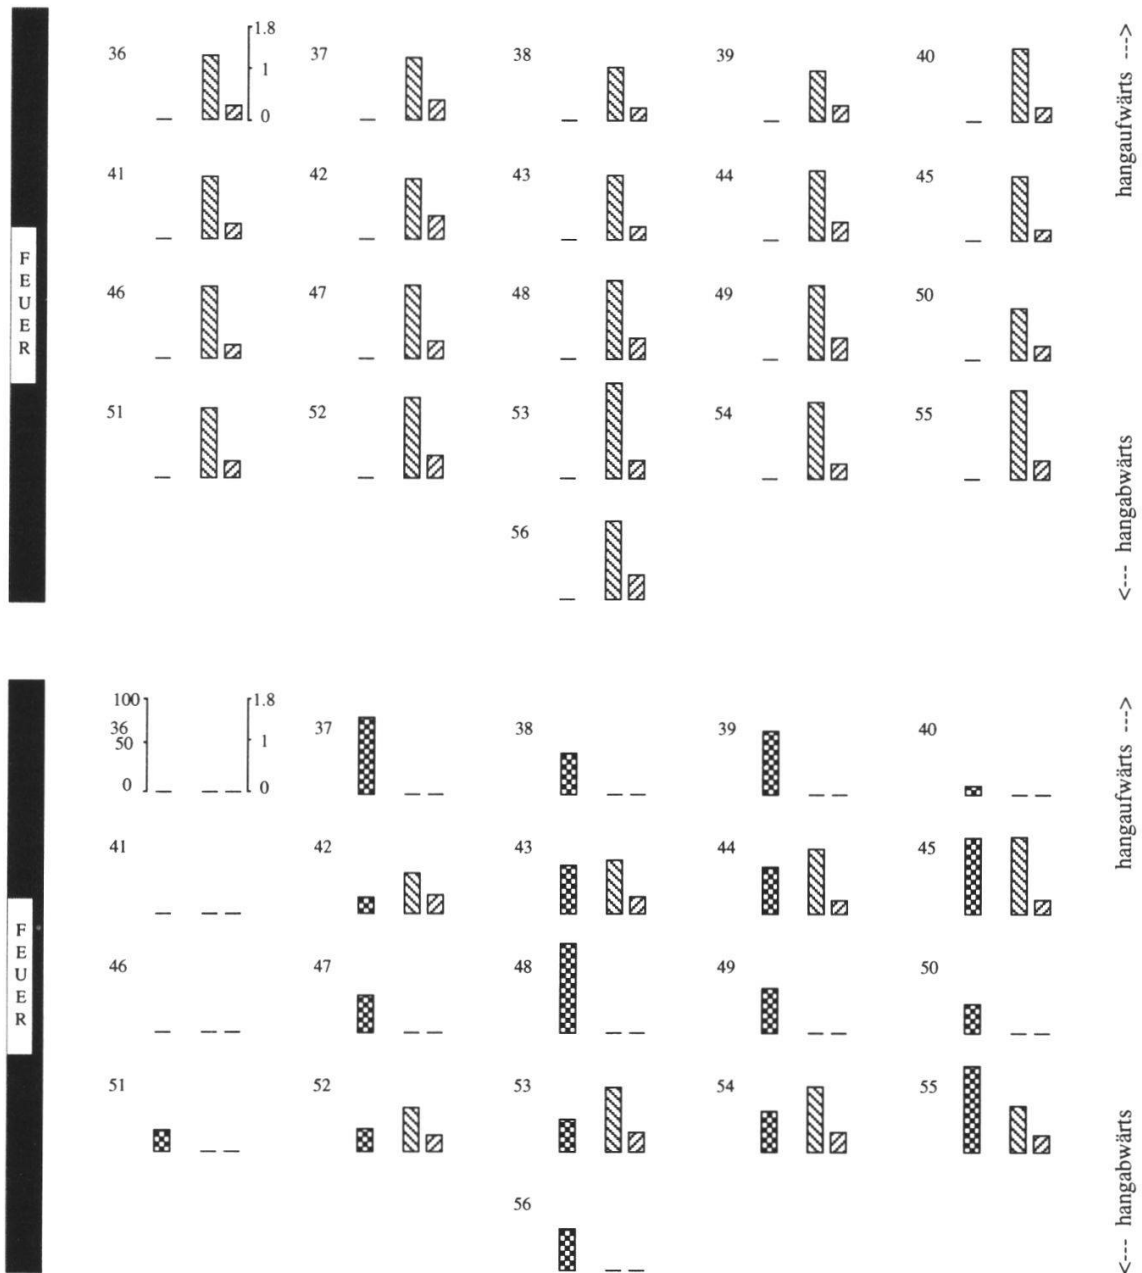 1.8
36 37 38 39 40
1
0
41 42 43 44 45
46 47 48 49 50
51 52 53 54 55
56
FEUER
hangaufwärts --->
<--- hangabwärts
100 1.8
36 37 38 39 40
50 1
0 0
41 42 43 44 45
46 47 48 49 50
51 52 53 54 55
56
FEUER
hangaufwärts --->
<--- hangabwärts